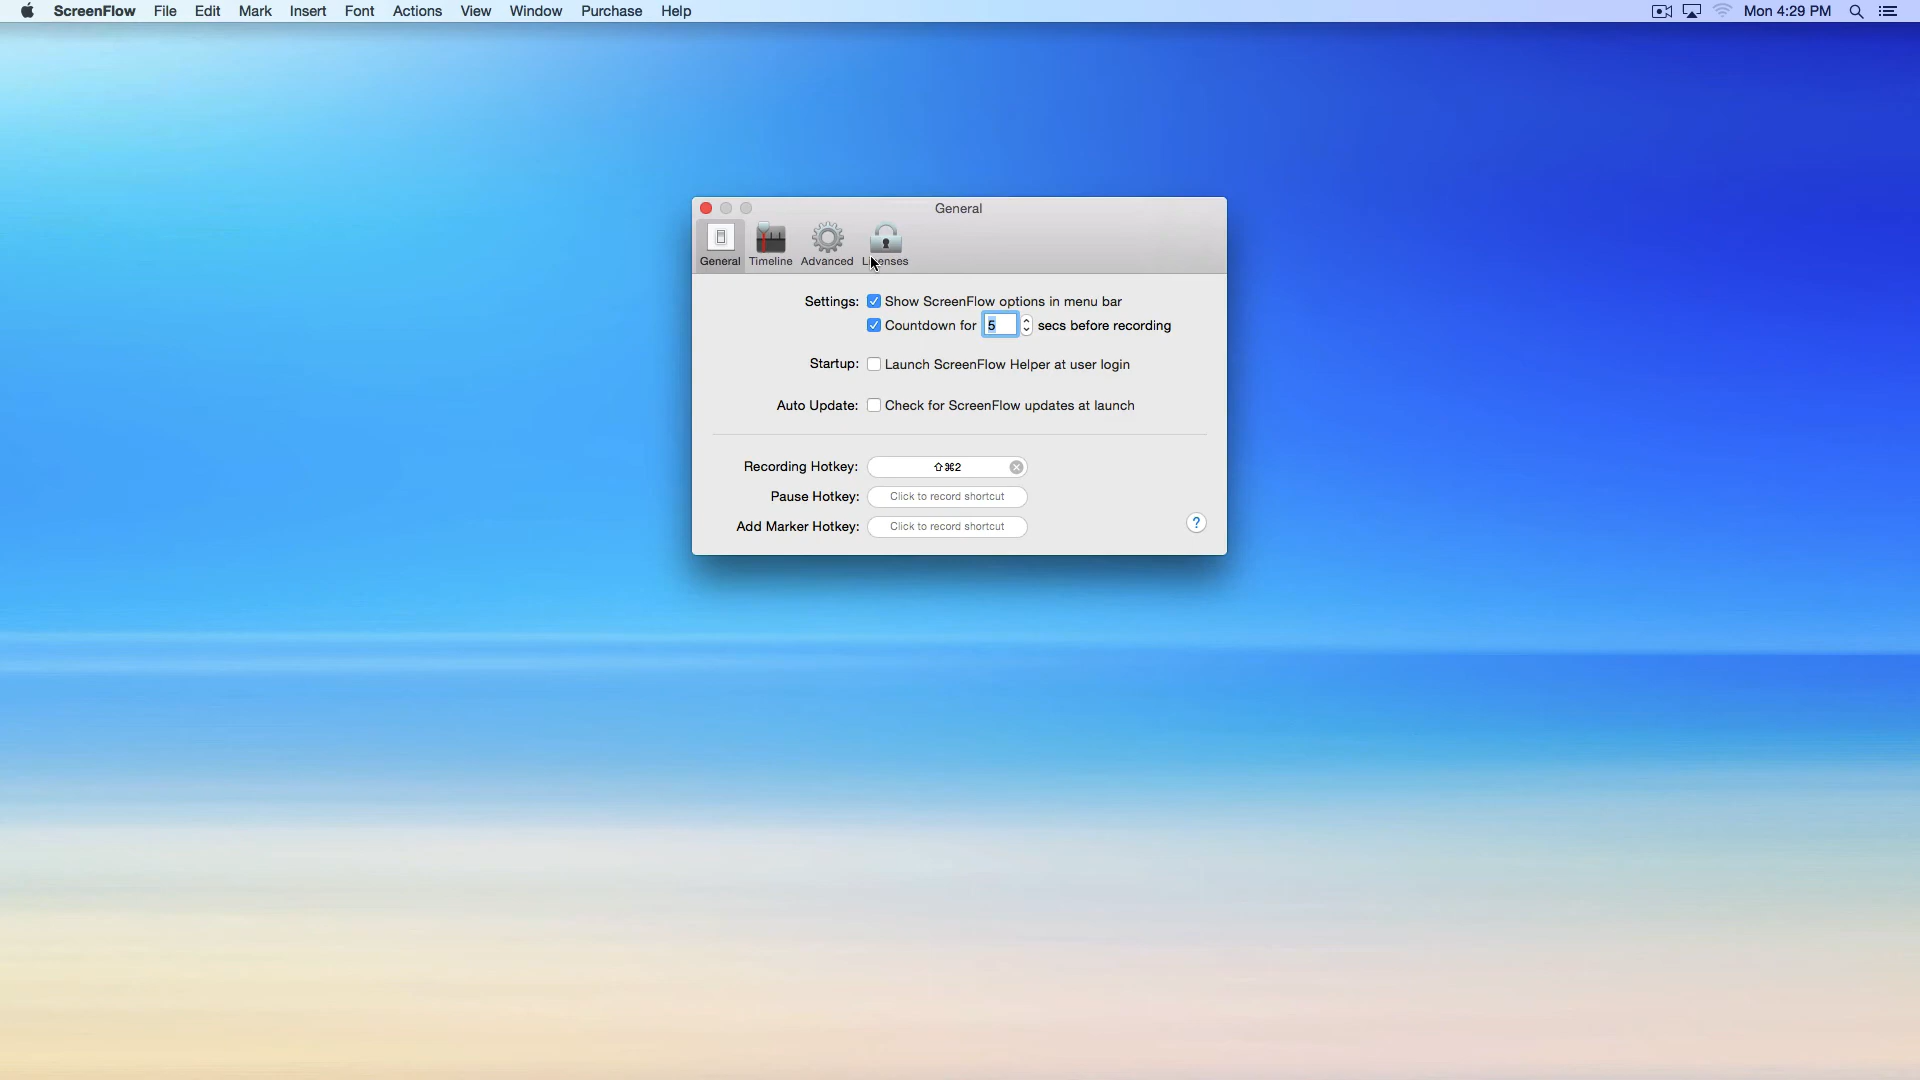 ScreenFlow File Edit Mark Insert Font Actions View Window Purchase Help Mon 4:29 PM
General
General Timeline Advanced Licenses
Settings: Show ScreenFlow options in menu bar
Countdown for 5 secs before recording
Startup: Launch ScreenFlow Helper at user login
Auto Update: Check for ScreenFlow updates at launch
Recording Hotkey: ⇧⌘2
Pause Hotkey: Click to record shortcut
Add Marker Hotkey: Click to record shortcut
?